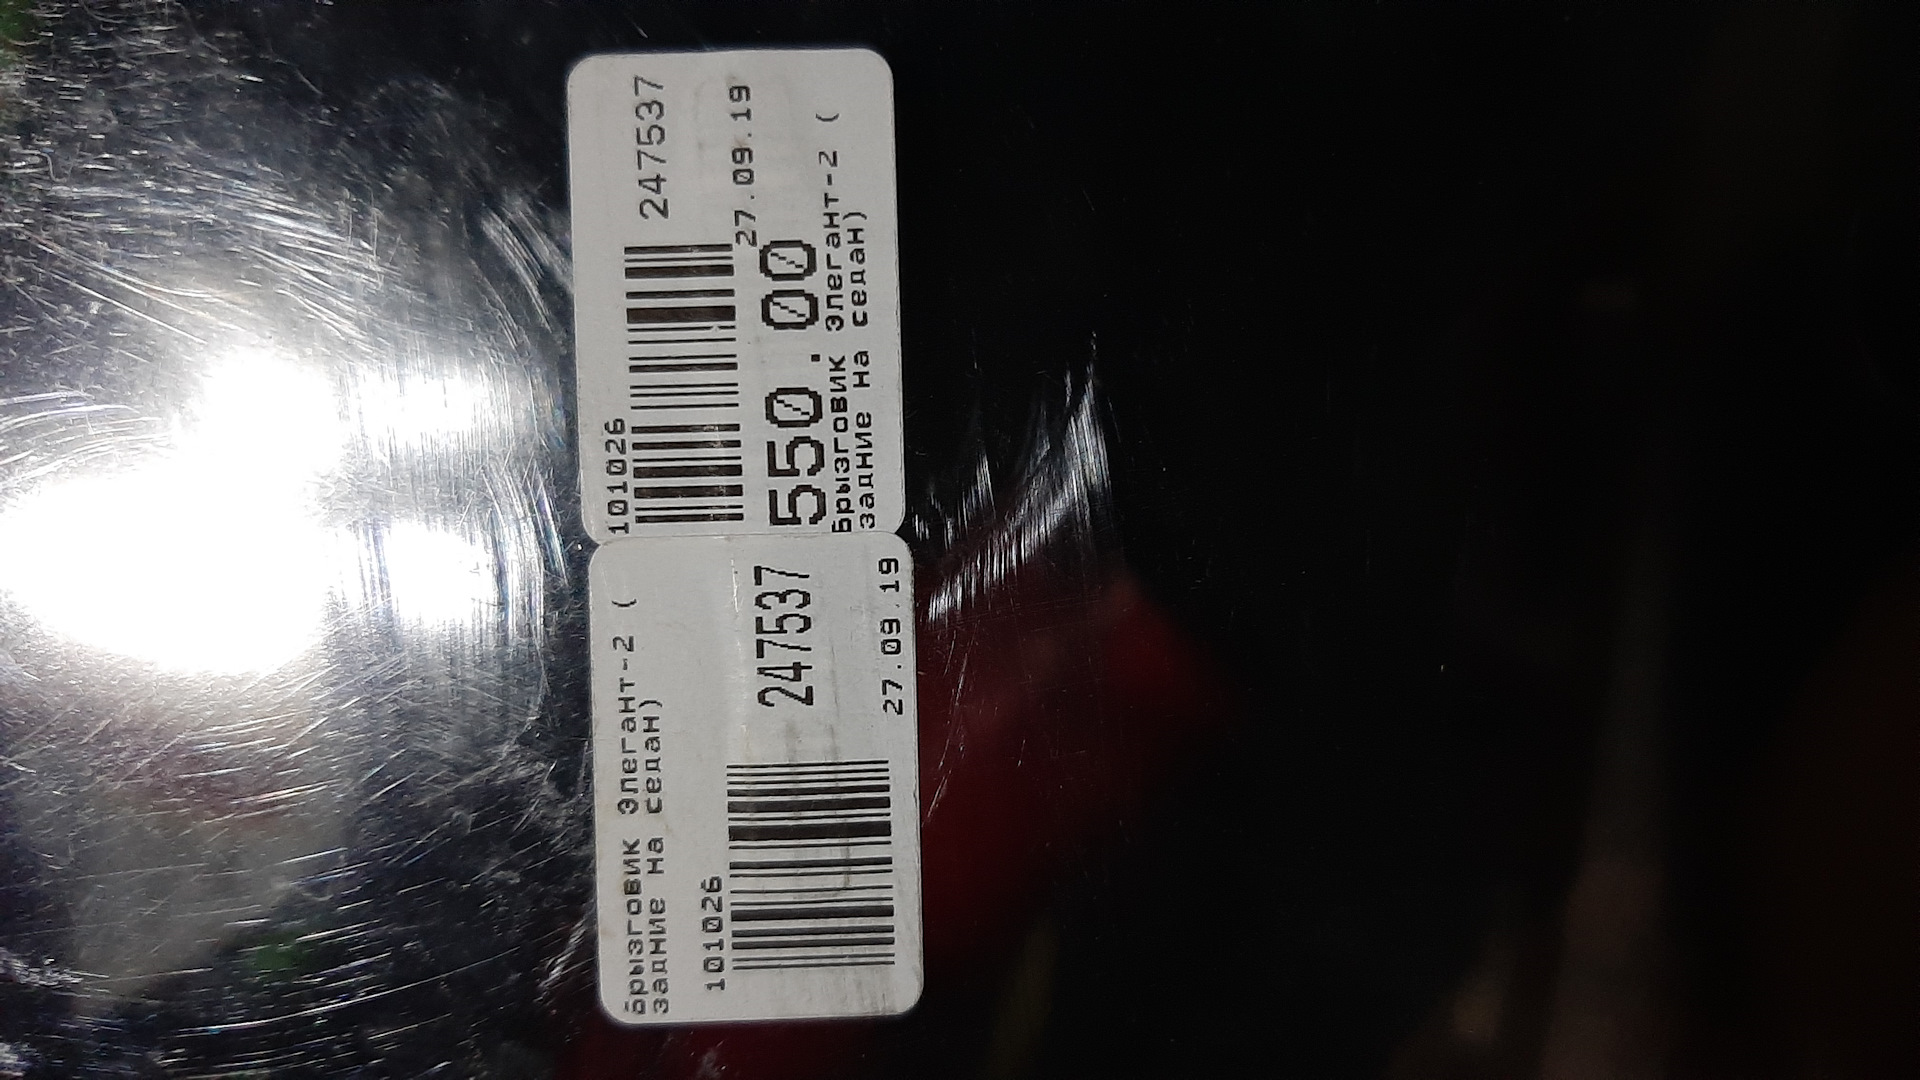 101026
247537
27.09.19
550.00
Брызговик Элегант-2 (
задние на седан)
Брызговик Элегант-2 (
задние на седан)
101026
247537
27.09.19